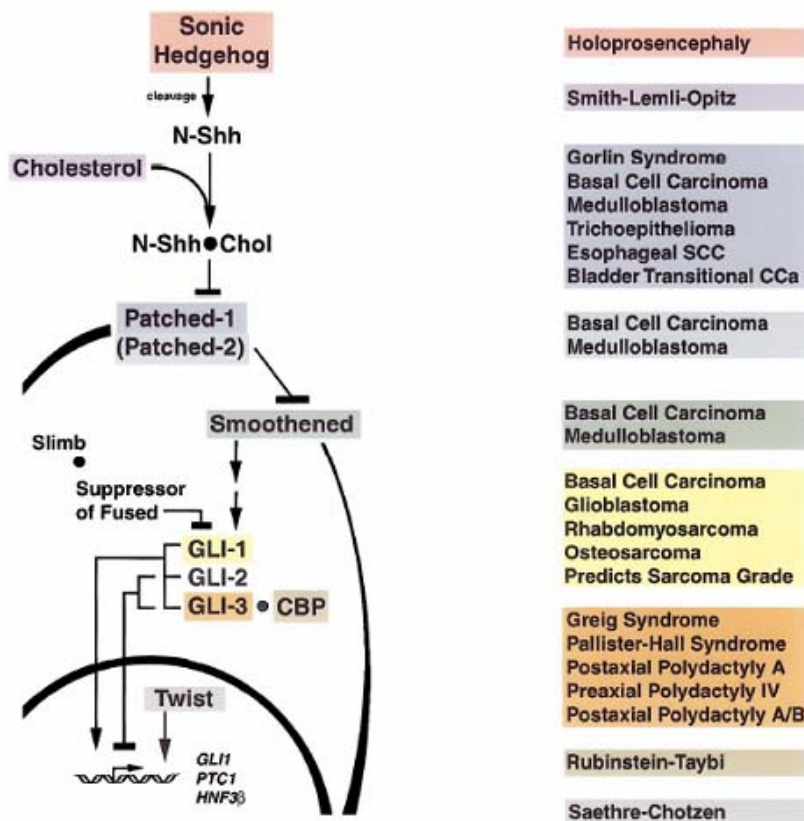 Sonic
Hedgehog
cleavage
N-Shh
Cholesterol
N-Shh●Chol
Patched-1
(Patched-2)
Smoothened
Slimb
Suppressor
of Fused
GLI-1
GLI-2
GLI-3 ● CBP
Twist
GLI1
PTC1
HNF3β
Holoprosencephaly
Smith-Lemli-Opitz
Gorlin Syndrome
Basal Cell Carcinoma
Medulloblastoma
Trichoepithelioma
Esophageal SCC
Bladder Transitional CCa
Basal Cell Carcinoma
Medulloblastoma
Basal Cell Carcinoma
Medulloblastoma
Basal Cell Carcinoma
Glioblastoma
Rhabdomyosarcoma
Osteosarcoma
Predicts Sarcoma Grade
Greig Syndrome
Pallister-Hall Syndrome
Postaxial Polydactyly A
Preaxial Polydactyly IV
Postaxial Polydactyly A/B
Rubinstein-Taybi
Saethre-Chotzen